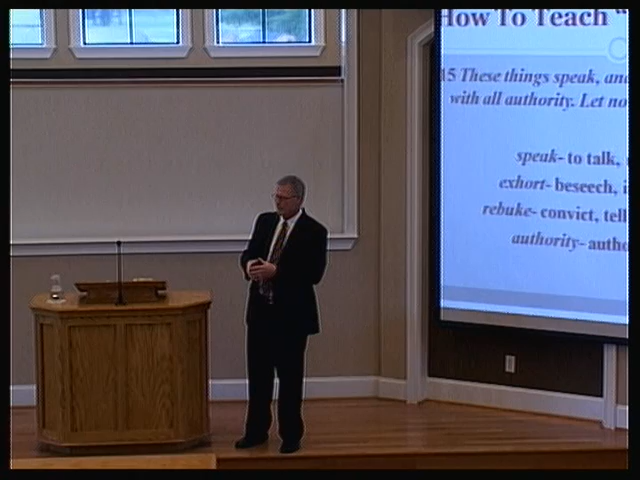 How To Teach "
15 These things speak, and
with all authority. Let no
speak- to talk,
exhort- beseech, i
rebuke- convict, tell
authority- autho